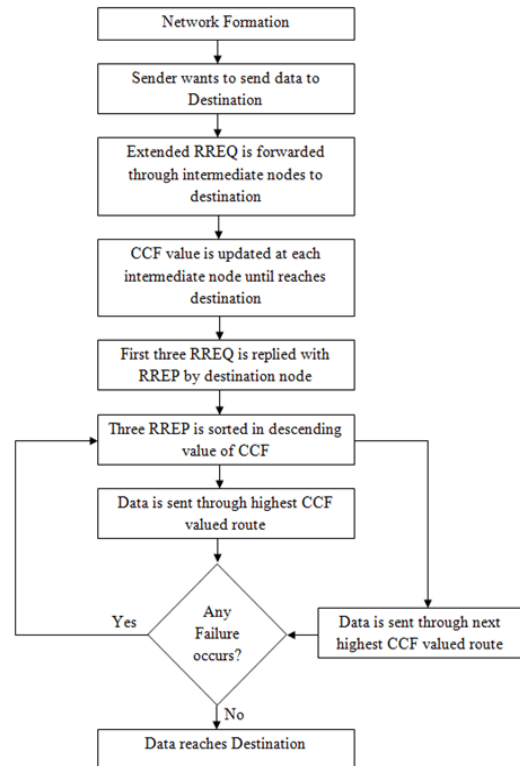 Network Formation
Sender wants to send data to
Destination
Extended RREQ is forwarded
through intermediate nodes to
destination
CCF value is updated at each
intermediate node until reaches
destination
First three RREQ is replied with
RREP by destination node
Three RREP is sorted in descending
value of CCF
Data is sent through highest CCF
valued route
Yes
Any
Failure
occurs?
Data is sent through next
highest CCF valued route
No
Data reaches Destination